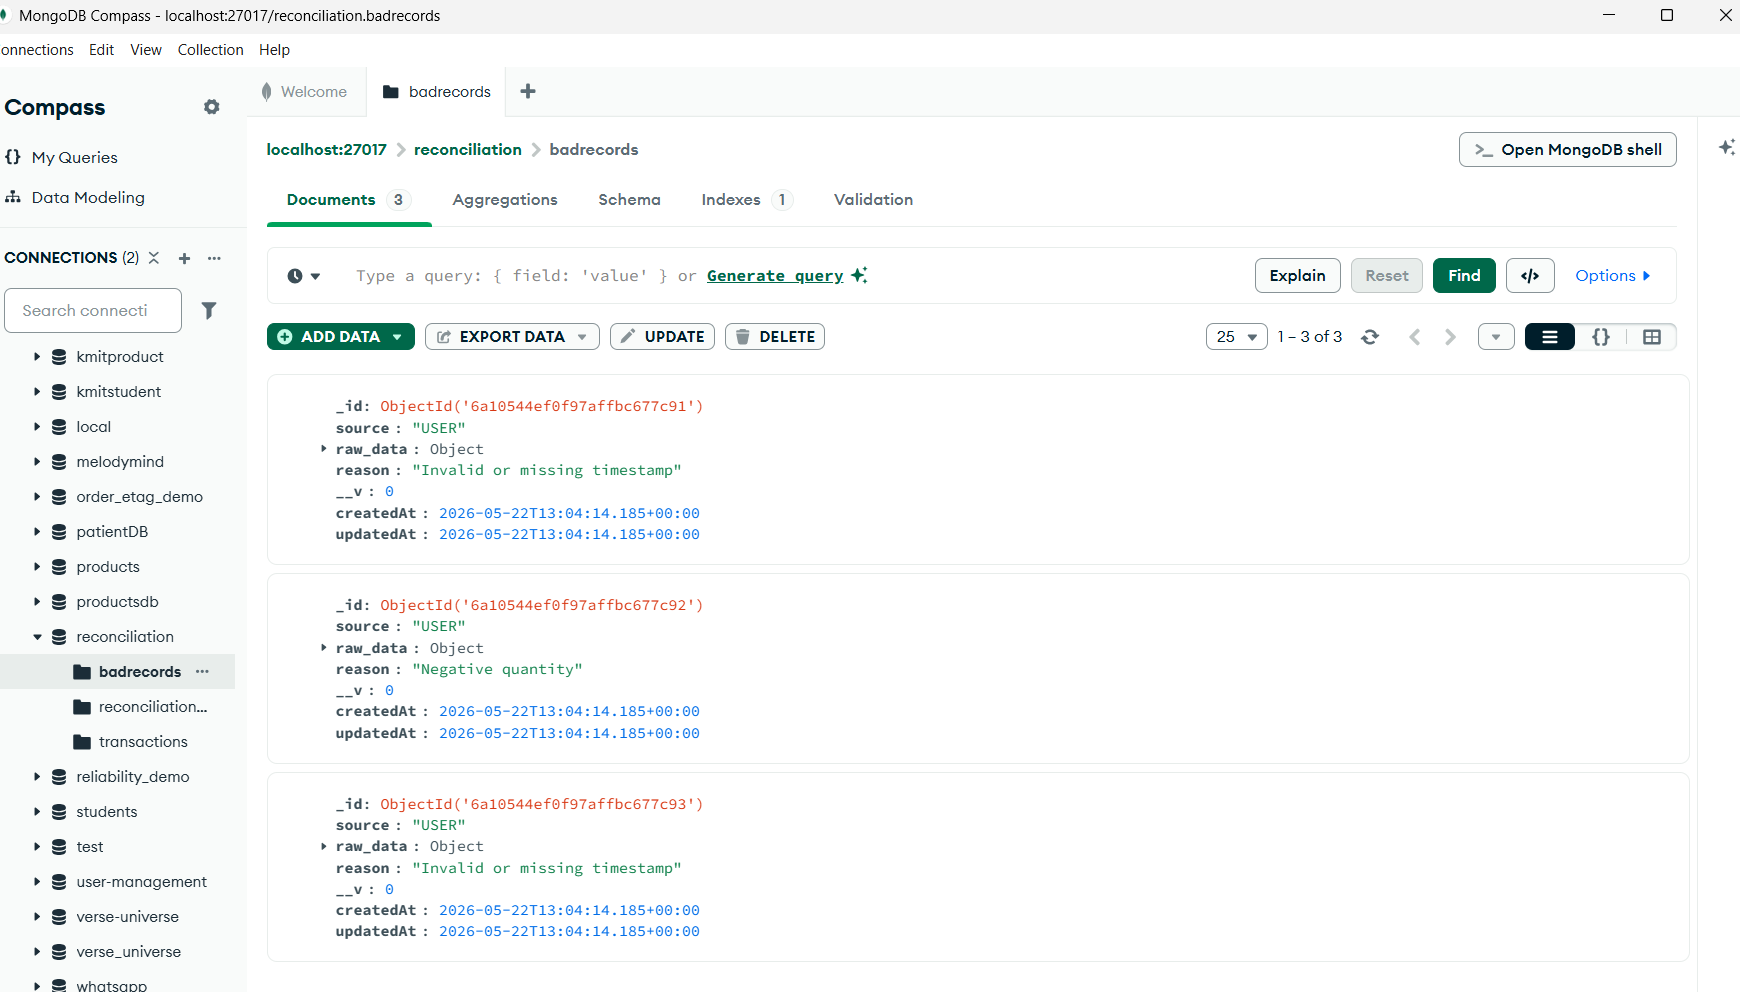 MongoDB Compass - localhost:27017/reconciliation.badrecords
onnections Edit View Collection Help
Compass
My Queries
Data Modeling
CONNECTIONS (2)
Search connecti
kmitproduct
kmitstudent
local
melodymind
order_etag_demo
patientDB
products
productsdb
reconciliation
badrecords
reconciliation...
transactions
reliability_demo
students
test
user-management
verse-universe
verse_universe
whatsapp
Welcome
badrecords
localhost:27017 > reconciliation > badrecords
>_ Open MongoDB shell
Documents 3 Aggregations Schema Indexes 1 Validation
Type a query: { field: 'value' } or Generate query
Explain Reset Find </> Options
ADD DATA EXPORT DATA UPDATE DELETE
25 1 – 3 of 3 {}
_id: ObjectId('6a10544ef0f97affbc677c91')
source : "USER"
raw_data : Object
reason : "Invalid or missing timestamp"
__v : 0
createdAt : 2026-05-22T13:04:14.185+00:00
updatedAt : 2026-05-22T13:04:14.185+00:00
_id: ObjectId('6a10544ef0f97affbc677c92')
source : "USER"
raw_data : Object
reason : "Negative quantity"
__v : 0
createdAt : 2026-05-22T13:04:14.185+00:00
updatedAt : 2026-05-22T13:04:14.185+00:00
_id: ObjectId('6a10544ef0f97affbc677c93')
source : "USER"
raw_data : Object
reason : "Invalid or missing timestamp"
__v : 0
createdAt : 2026-05-22T13:04:14.185+00:00
updatedAt : 2026-05-22T13:04:14.185+00:00